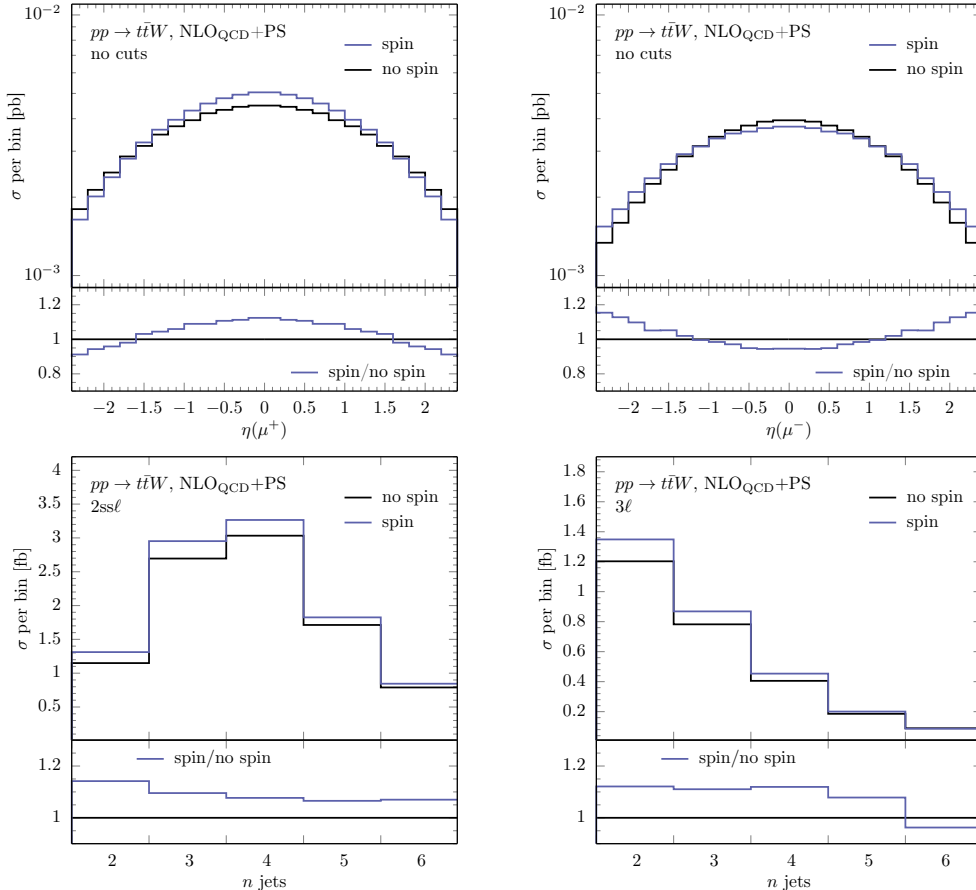 10⁻²
pp → tt̄W, NLO_QCD+PS
no cuts
spin
no spin
σ per bin [pb]
10⁻³
1.2
1
0.8
spin/no spin
−2 −1.5 −1 −0.5 0 0.5 1 1.5 2
η(μ⁺)
10⁻²
pp → tt̄W, NLO_QCD+PS
no cuts
spin
no spin
σ per bin [pb]
10⁻³
1.2
1
0.8
spin/no spin
−2 −1.5 −1 −0.5 0 0.5 1 1.5 2
η(μ⁻)
4
3.5
3
2.5
2
1.5
1
0.5
pp → tt̄W, NLO_QCD+PS
2ssℓ
no spin
spin
σ per bin [fb]
spin/no spin
1.2
1
2 3 4 5 6
n jets
1.8
1.6
1.4
1.2
1
0.8
0.6
0.4
0.2
pp → tt̄W, NLO_QCD+PS
3ℓ
no spin
spin
σ per bin [fb]
spin/no spin
1.2
1
2 3 4 5 6
n jets